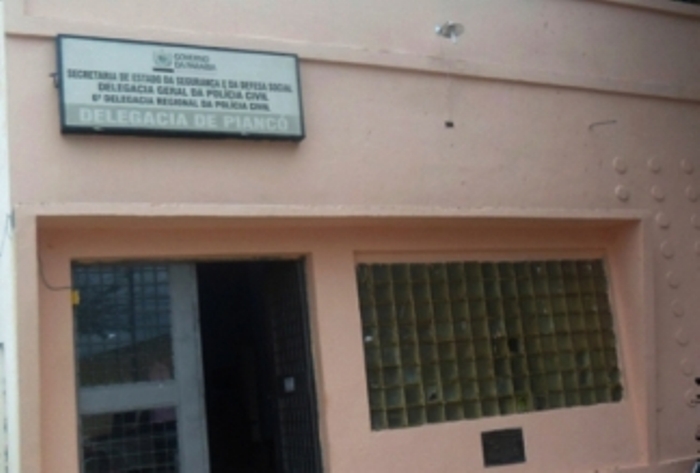 GOVERNO
DA PARAÍBA
SECRETARIA DE ESTADO DA SEGURANÇA E DA DEFESA SOCIAL
DELEGACIA GERAL DA POLÍCIA CIVIL
6ª DELEGACIA REGIONAL DA POLÍCIA CIVIL
DELEGACIA DE PIANCÓ